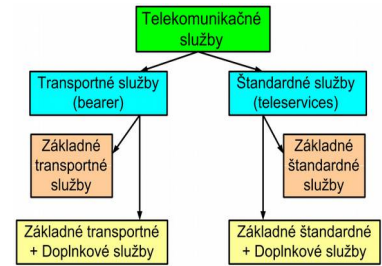 Telekomunikačné
služby
Transportné služby
(bearer)
Štandardné služby
(teleservices)
Základné
transportné
služby
Základné
štandardné
služby
Základné transportné
+ Doplnkové služby
Základné štandardné
+ Doplnkové služby